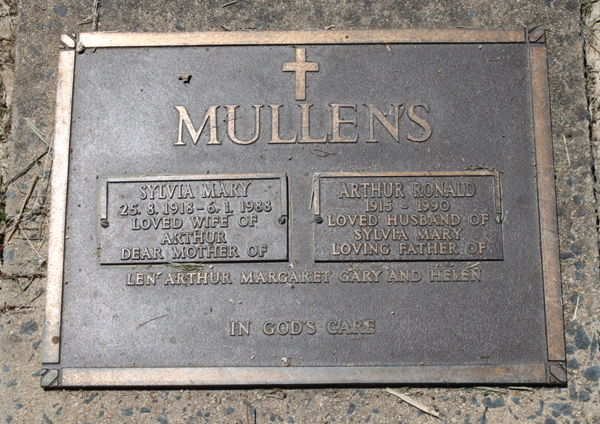 MULLENS
SYLVIA MARY
25. 8. 1918 - 6. 1. 1988
LOVED WIFE OF
ARTHUR
DEAR MOTHER OF
ARTHUR RONALD
1915 - 1990
LOVED HUSBAND OF
SYLVIA MARY
LOVING FATHER OF
LEN ARTHUR MARGARET GARY AND HELEN
IN GOD'S CARE